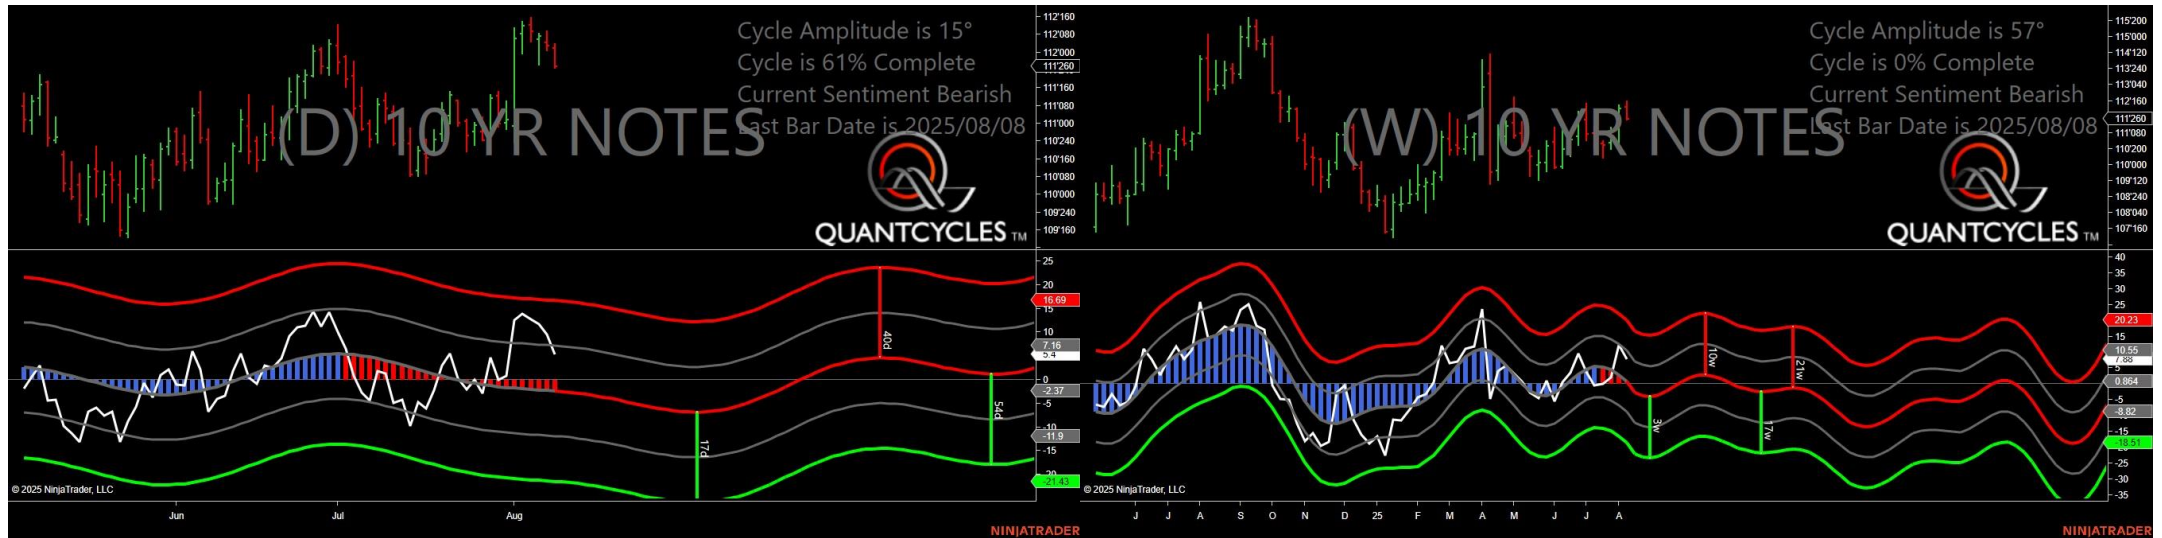 Cycle Amplitude is 15°
Cycle is 61% Complete
Current Sentiment Bearish
Last Bar Date is 2025/08/08
(D) 10 YR NOTES
QUANTCYCLES TM
112'160
112'080
112'000
111'260
111'160
111'080
111'000
110'240
110'160
110'080
110'000
109'240
109'160
25
20
16.69
15
10
7.16
5.4
0
-2.37
-5
-10
-11.9
-15
-20
-21.43
40d
54d
17d
© 2025 NinjaTrader, LLC
Jun
Jul
Aug
NINJATRADER
Cycle Amplitude is 57°
Cycle is 0% Complete
Current Sentiment Bearish
Last Bar Date is 2025/08/08
(W) 10 YR NOTES
QUANTCYCLES TM
115'200
115'000
114'120
113'240
113'040
112'160
111'260
111'080
110'200
110'000
109'120
108'240
108'040
107'160
40
35
30
25
20.23
15
10.55
7.88
5
0.864
-5
-8.82
-15
-18.51
-25
-30
-35
10w
21w
3w
17w
© 2025 NinjaTrader, LLC
J
J
A
S
O
N
D
25
F
M
A
M
J
J
A
NINJATRADER